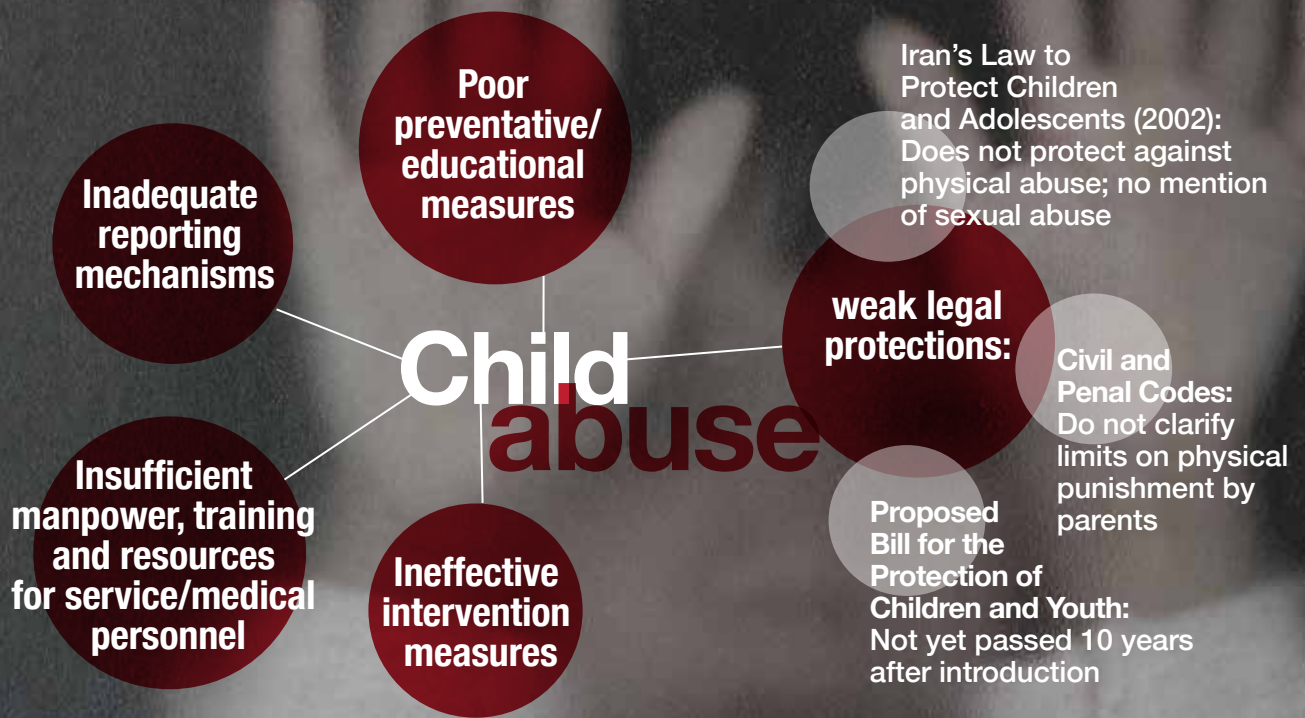 Poor
preventative/
educational
measures
Inadequate
reporting
mechanisms
Child
abuse
Insufficient
manpower, training
and resources
for service/medical
personnel
Ineffective
intervention
measures
weak legal
protections:
Iran’s Law to
Protect Children
and Adolescents (2002):
Does not protect against
physical abuse; no mention
of sexual abuse
Civil and
Penal Codes:
Do not clarify
limits on physical
punishment by
parents
Proposed
Bill for the
Protection of
Children and Youth:
Not yet passed 10 years
after introduction